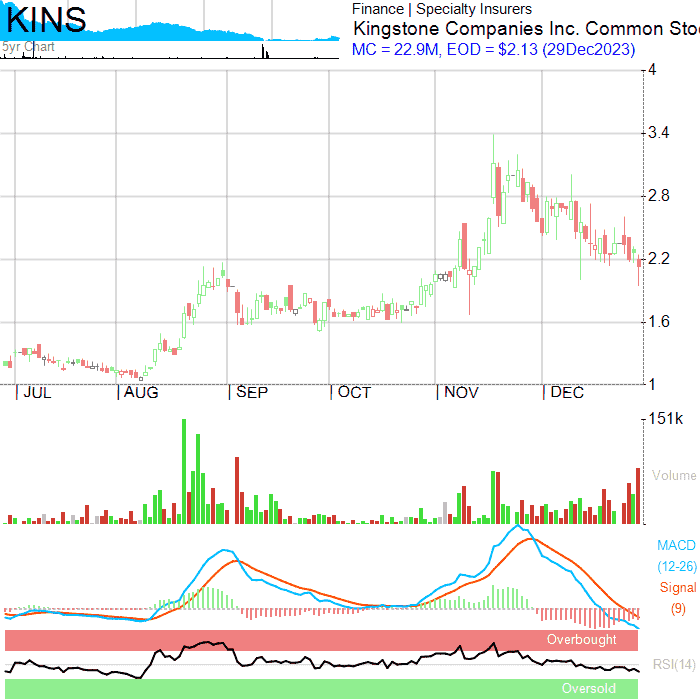 KINS
5yr Chart
Finance | Specialty Insurers
Kingstone Companies Inc. Common Sto
MC = 22.9M, EOD = $2.13 (29Dec2023)
4
3.4
2.8
2.2
1.6
1
JUL
AUG
SEP
OCT
NOV
DEC
151k
Volume
MACD
(12-26)
Signal
(9)
Overbought
RSI(14)
Oversold